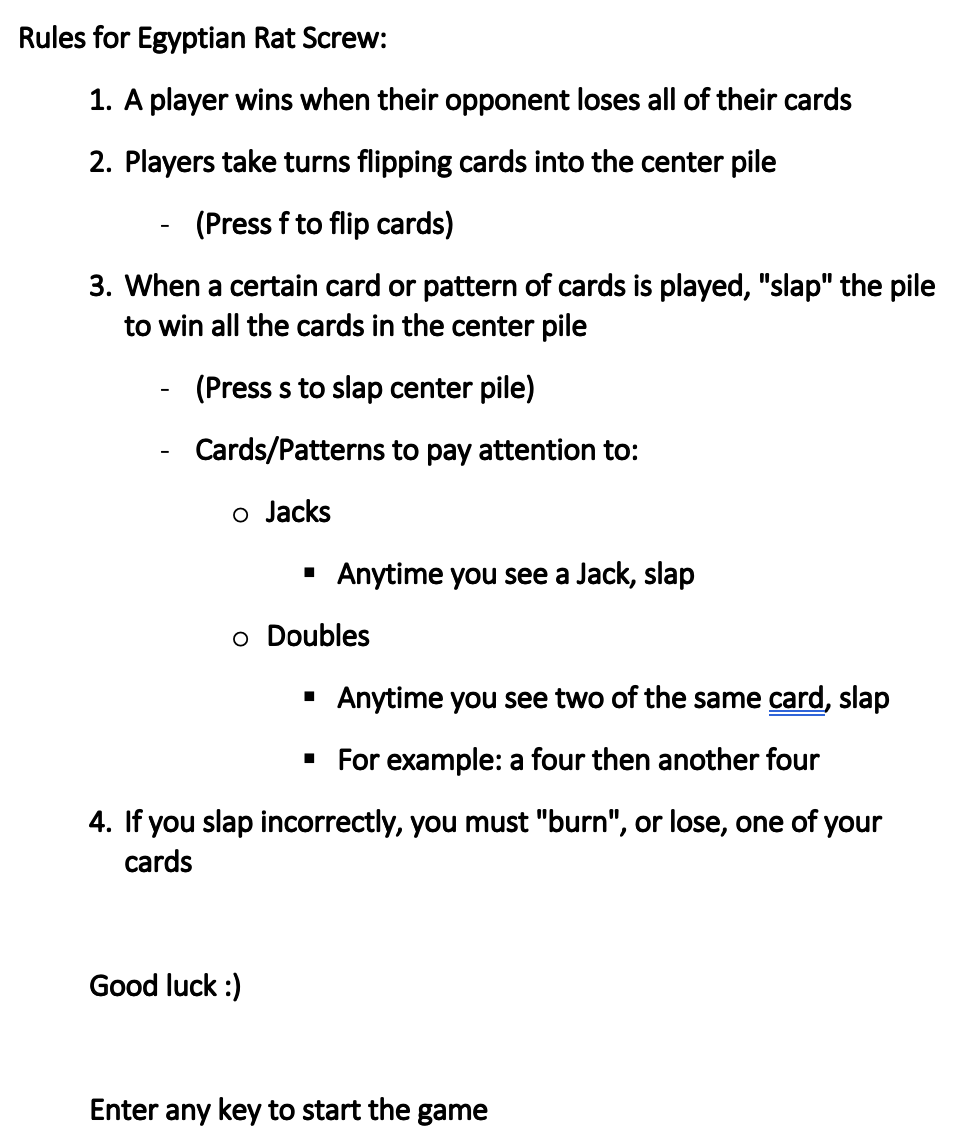 Rules for Egyptian Rat Screw:
1. A player wins when their opponent loses all of their cards
2. Players take turns flipping cards into the center pile
- (Press f to flip cards)
3. When a certain card or pattern of cards is played, "slap" the pile
to win all the cards in the center pile
- (Press s to slap center pile)
- Cards/Patterns to pay attention to:
o Jacks
▪ Anytime you see a Jack, slap
o Doubles
▪ Anytime you see two of the same card, slap
▪ For example: a four then another four
4. If you slap incorrectly, you must "burn", or lose, one of your
cards
Good luck :)
Enter any key to start the game